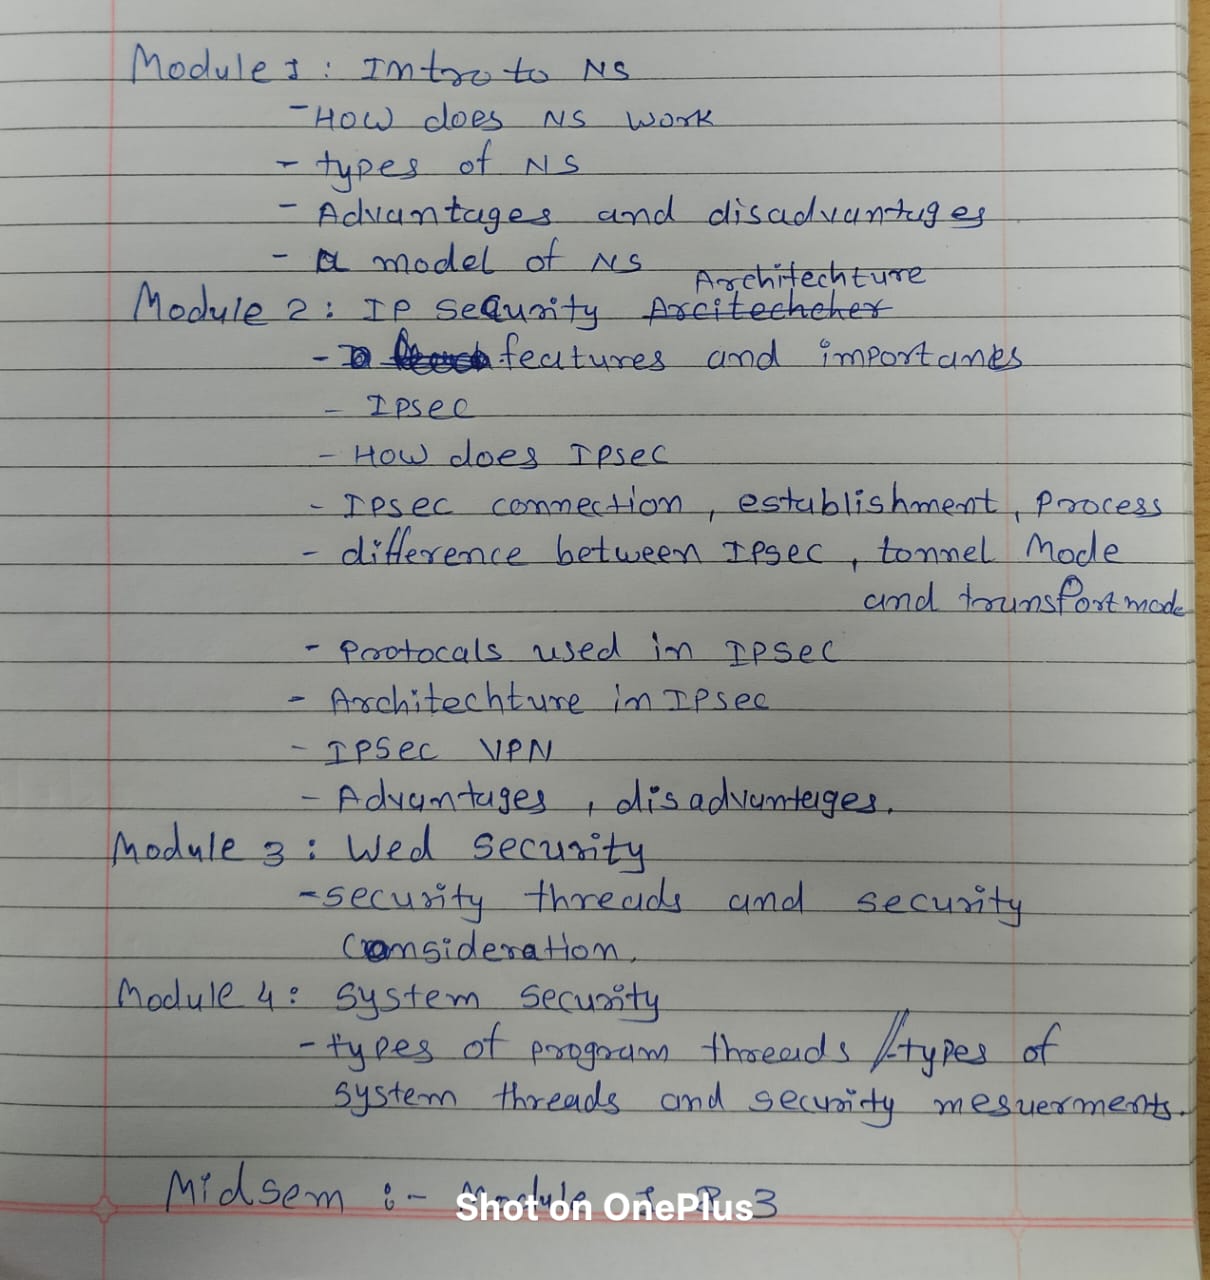 Module 1 : Intro to NS
- How does NS work
- types of NS
- Advantages and disadvantages
- a model of NS
Architechture
Module 2 : IP Sequrity Arcitecheher
- features and importances
- Ipsec
- How does Ipsec
- Ipsec connection, establishment, process
- difference between Ipsec, tonnel Mode
and transport mode
- Protocals used in IPSec
- Architechture in Ipsec
- IPSec VPN
- Advantages, disadvantages.
Module 3 : Wed Security
- security threads and security
Consideration.
Module 4 : System Security
- types of program threads /-types of
system threads and security mesuerments.
Midsem :- Module 3
Shot on OnePlus